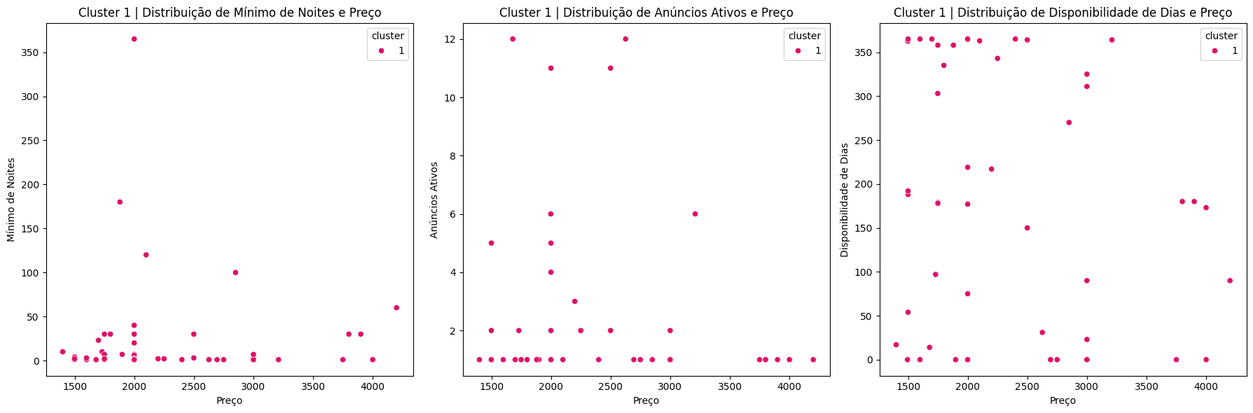 Cluster 1 | Distribuição de Mínimo de Noites e Preço
cluster
1
350
300
250
200
150
100
50
0
Mínimo de Noites
1500 2000 2500 3000 3500 4000
Preço
Cluster 1 | Distribuição de Anúncios Ativos e Preço
cluster
1
12
10
8
6
4
2
Anúncios Ativos
1500 2000 2500 3000 3500 4000
Preço
Cluster 1 | Distribuição de Disponibilidade de Dias e Preço
cluster
1
350
300
250
200
150
100
50
0
Disponibilidade de Dias
1500 2000 2500 3000 3500 4000
Preço